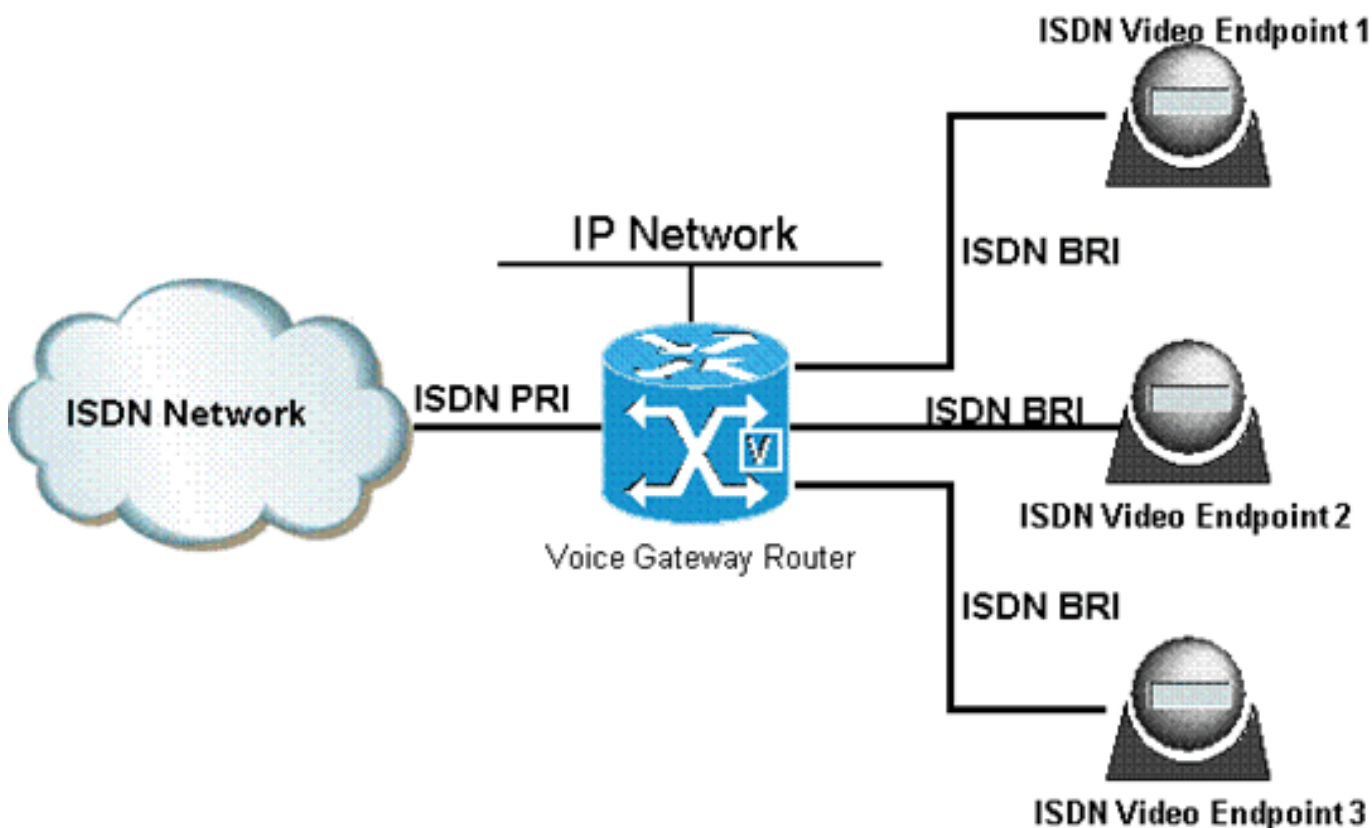 ISDN Video Endpoint 1
IP Network
ISDN BRI
ISDN Network
ISDN PRI
V
ISDN BRI
ISDN Video Endpoint 2
Voice Gateway Router
ISDN BRI
ISDN Video Endpoint 3